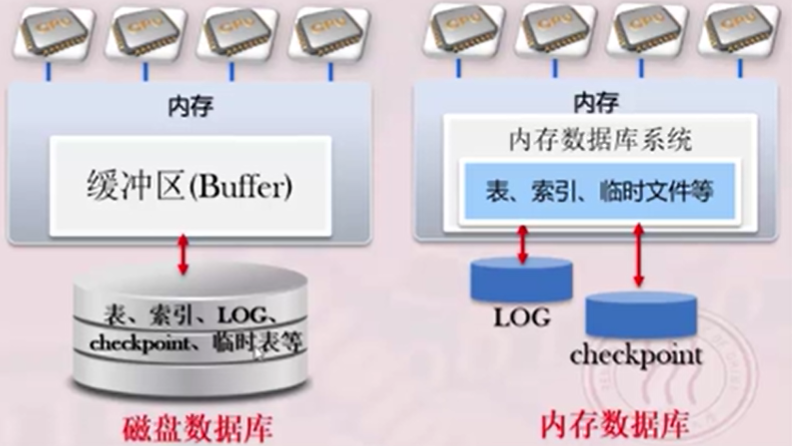 CPU CPU CPU CPU
内存
缓冲区(Buffer)
表、索引、LOG、
checkpoint、临时表等
磁盘数据库
CPU CPU CPU CPU
内存
内存数据库系统
表、索引、临时文件等
LOG
checkpoint
内存数据库